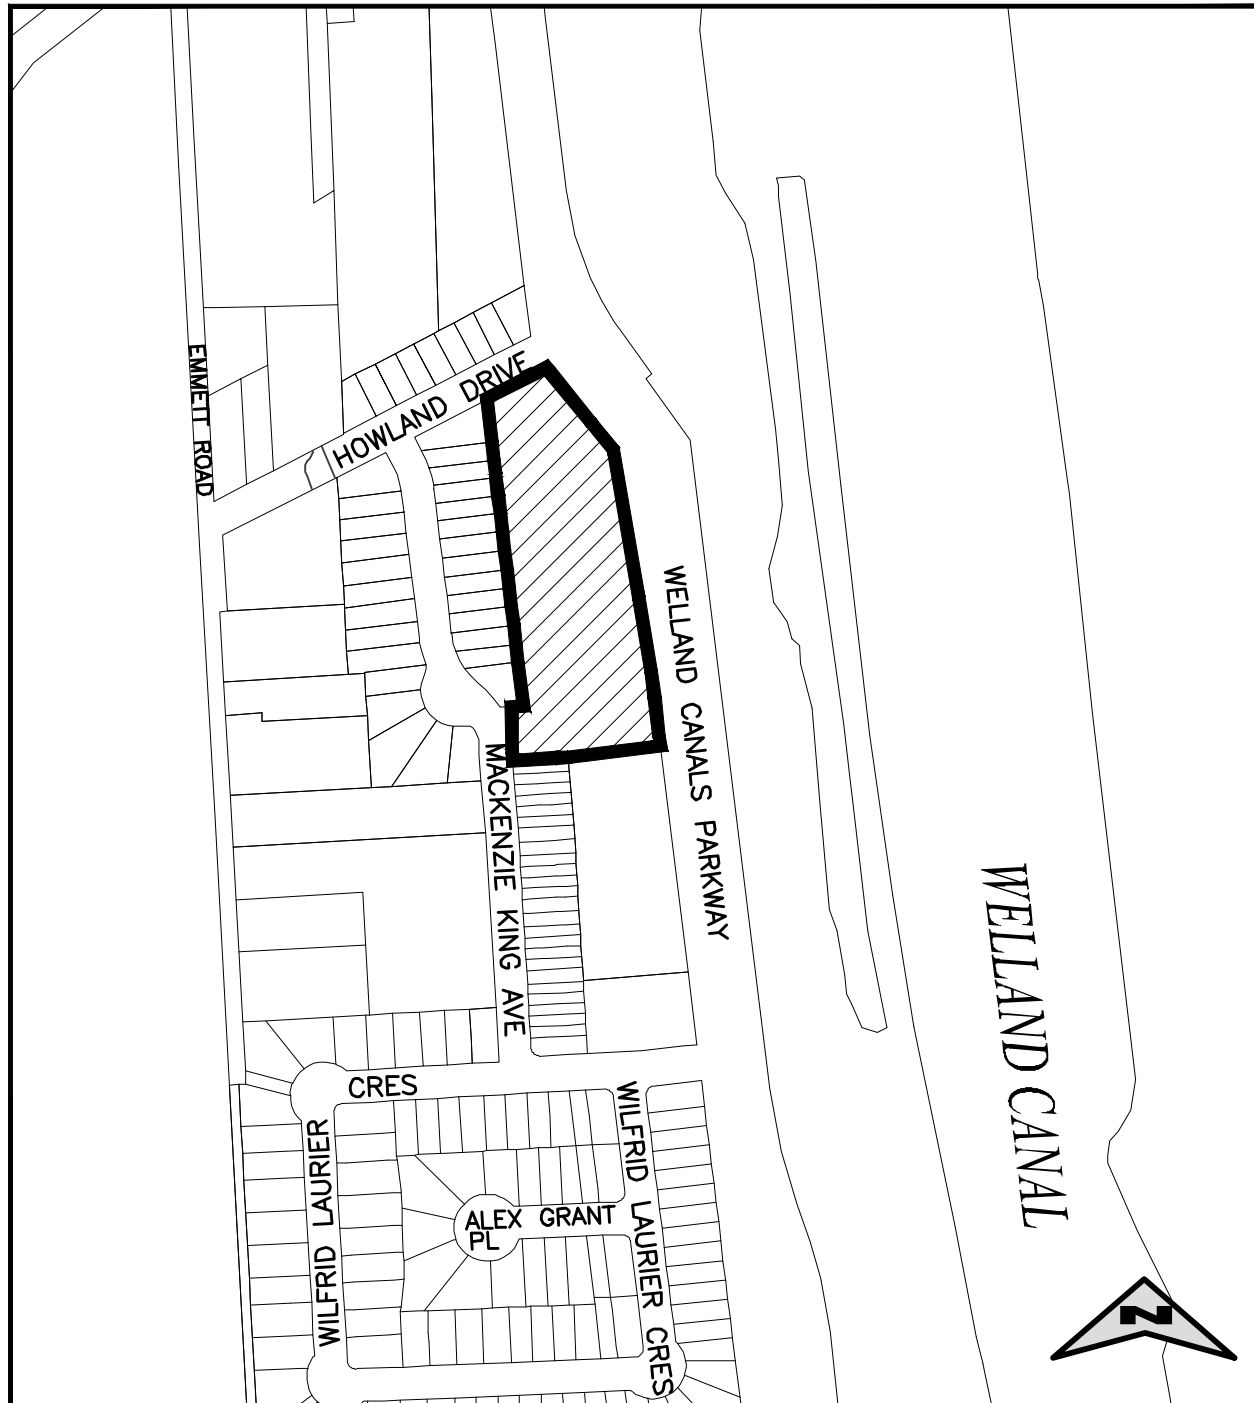 HOWLAND DRIVE
EMMETT ROAD
WELLAND CANALS PARKWAY
MACKENZIE KING AVE
WELLAND CANAL
CRES
WILFRID LAURIER
WILFRID LAURIER CRES
ALEX GRANT
PL
N